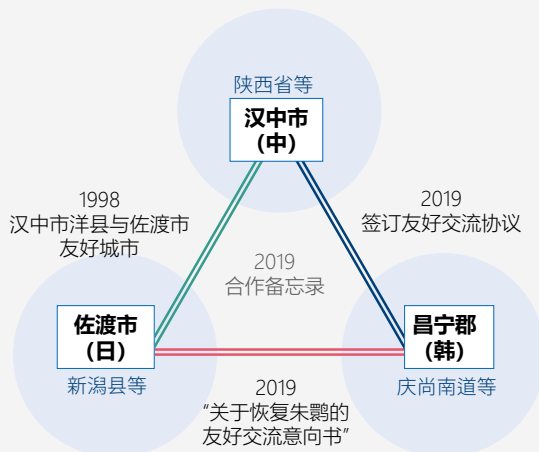 陕西省等
汉中市
（中）
1998
汉中市洋县与佐渡市
友好城市
2019
签订友好交流协议
2019
合作备忘录
佐渡市
（日）
新潟县等
昌宁郡
（韩）
庆尚南道等
2019
“关于恢复朱鹮的
友好交流意向书”